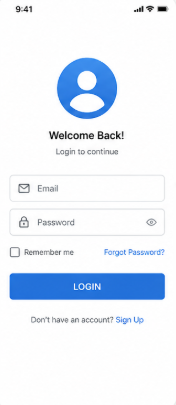 9:41
Welcome Back!
Login to continue
Email
Password
Remember me Forgot Password?
LOGIN
Don't have an account? Sign Up